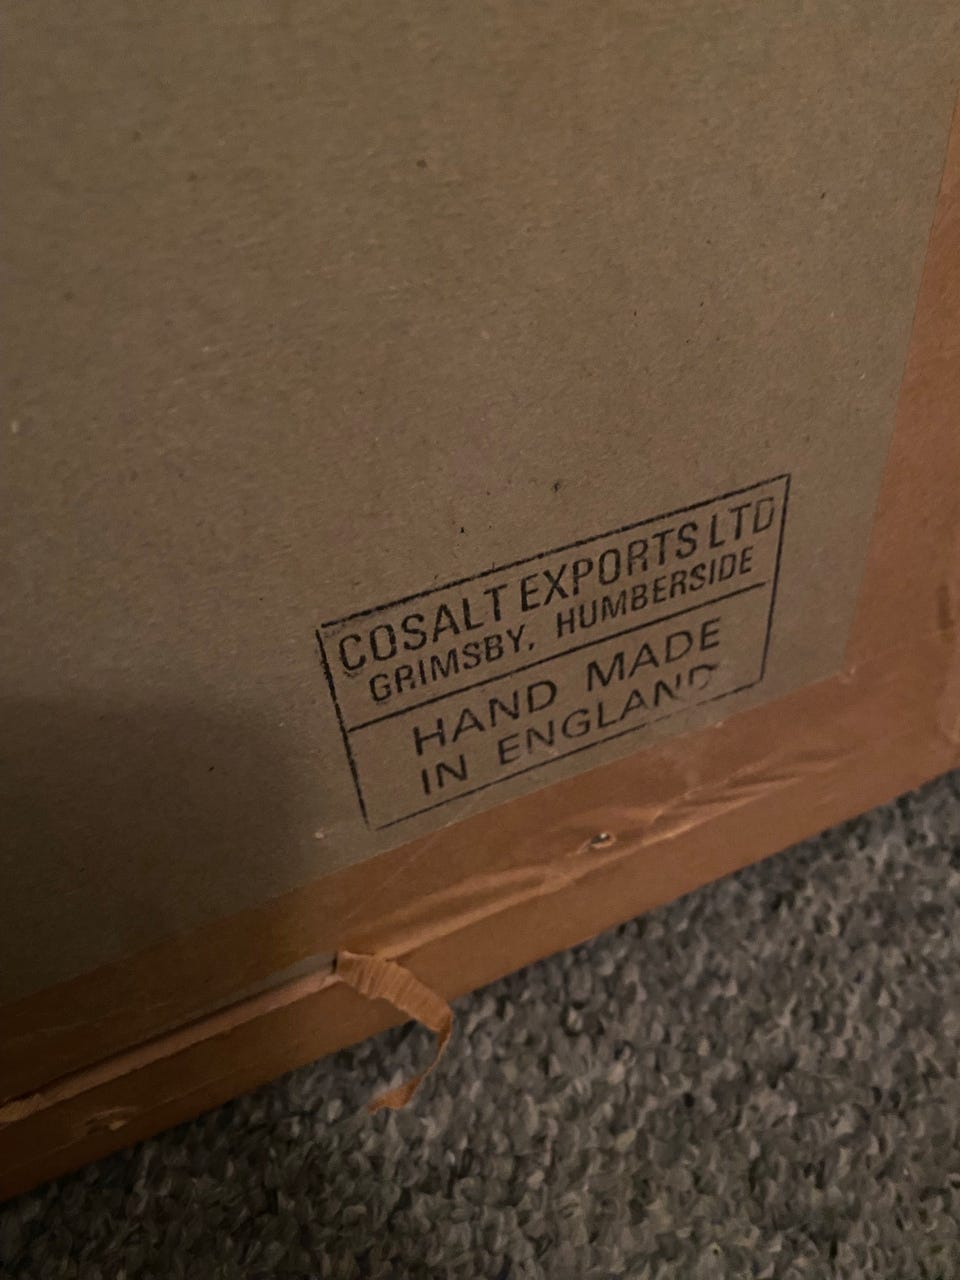 COSALT EXPORTS LTD
GRIMSBY, HUMBERSIDE
HAND MADE
IN ENGLAND